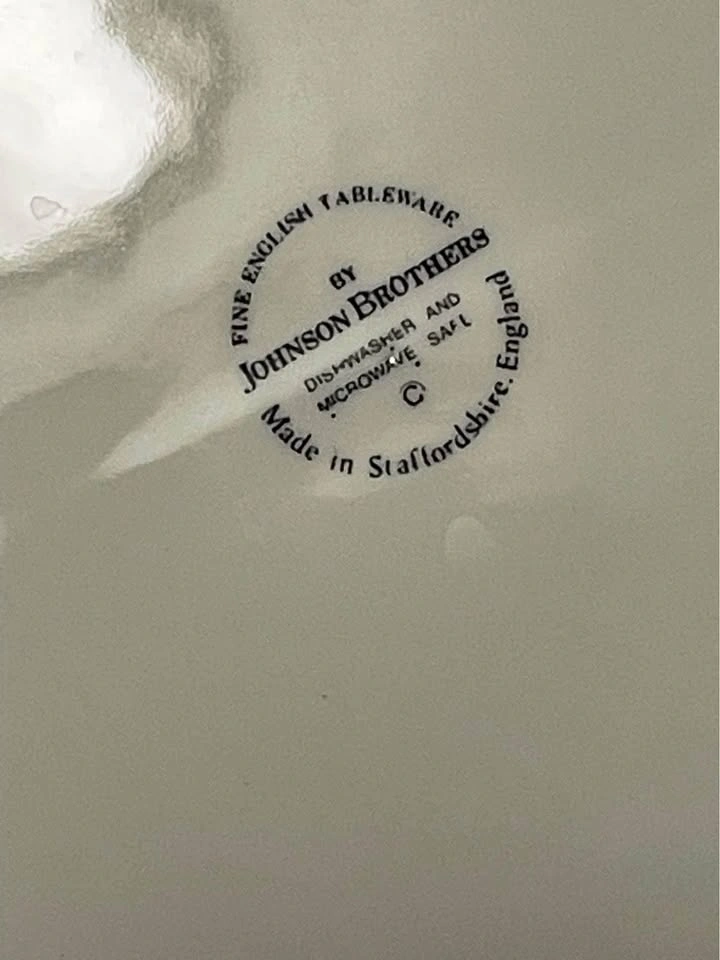 FINE ENGLISH TABLEWARE
BY
JOHNSON BROTHERS
DISHWASHER AND
MICROWAVE SAFE
©
Made in Staffordshire. England